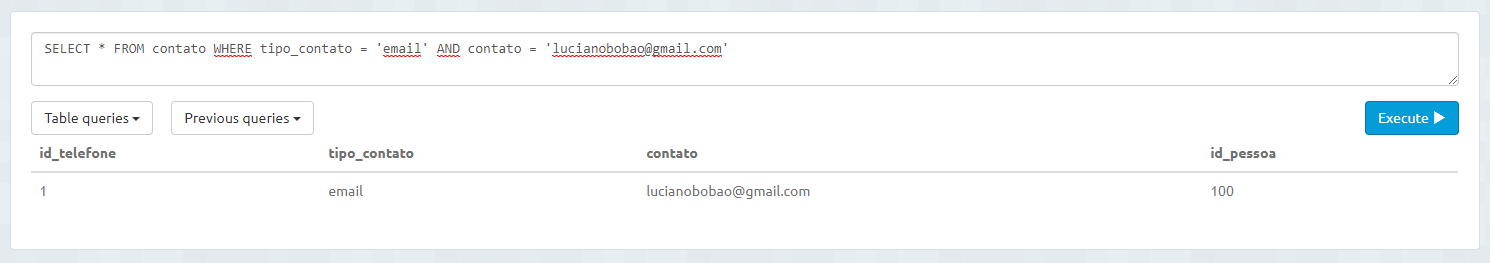 SELECT * FROM contato WHERE tipo_contato = 'email' AND contato = 'lucianobobao@gmail.com'
Table queries Previous queries Execute
id_telefone tipo_contato contato id_pessoa
1 email lucianobobao@gmail.com 100